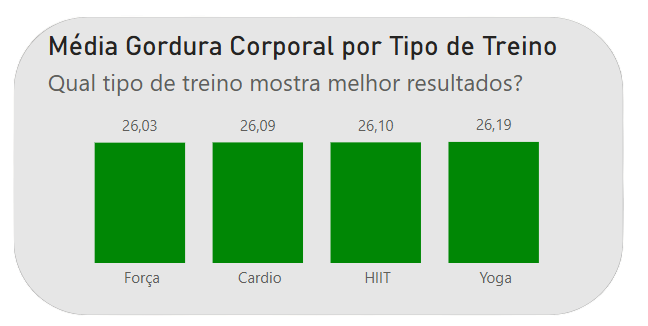 Média Gordura Corporal por Tipo de Treino
Qual tipo de treino mostra melhor resultados?
26,03 26,09 26,10 26,19
Força Cardio HIIT Yoga